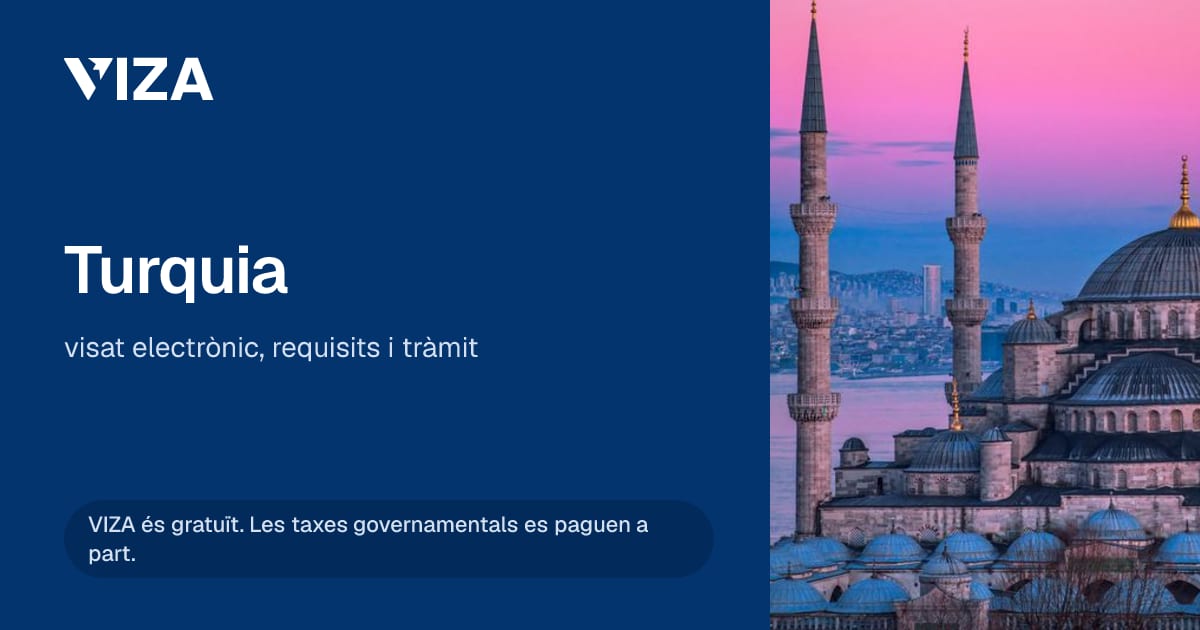 VIZA
Turquia
visat electrònic, requisits i tràmit
VIZA és gratuït. Les taxes governamentals es paguen a
part.